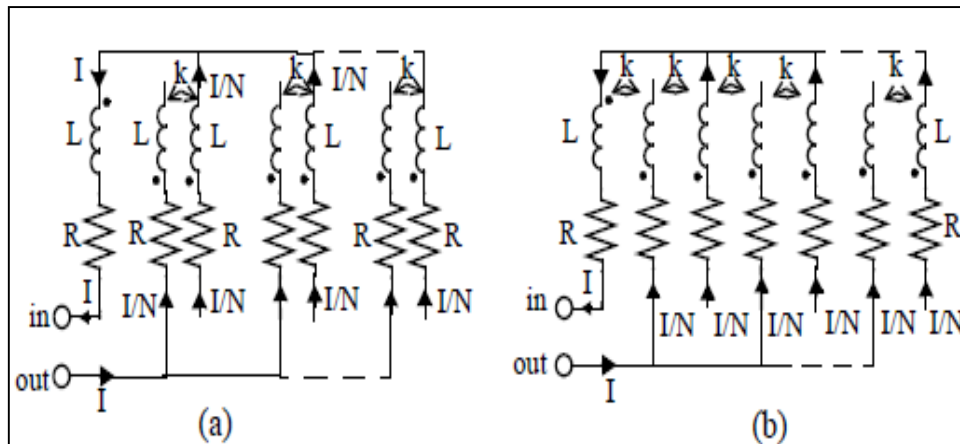 k k k k k k k k
I I/N I/N
L L L L L L L
R R R R R R
I I
in I/N I/N I/N I/N in
I/N I/N I/N I/N I/N I/N
out out
I I
(a) (b)